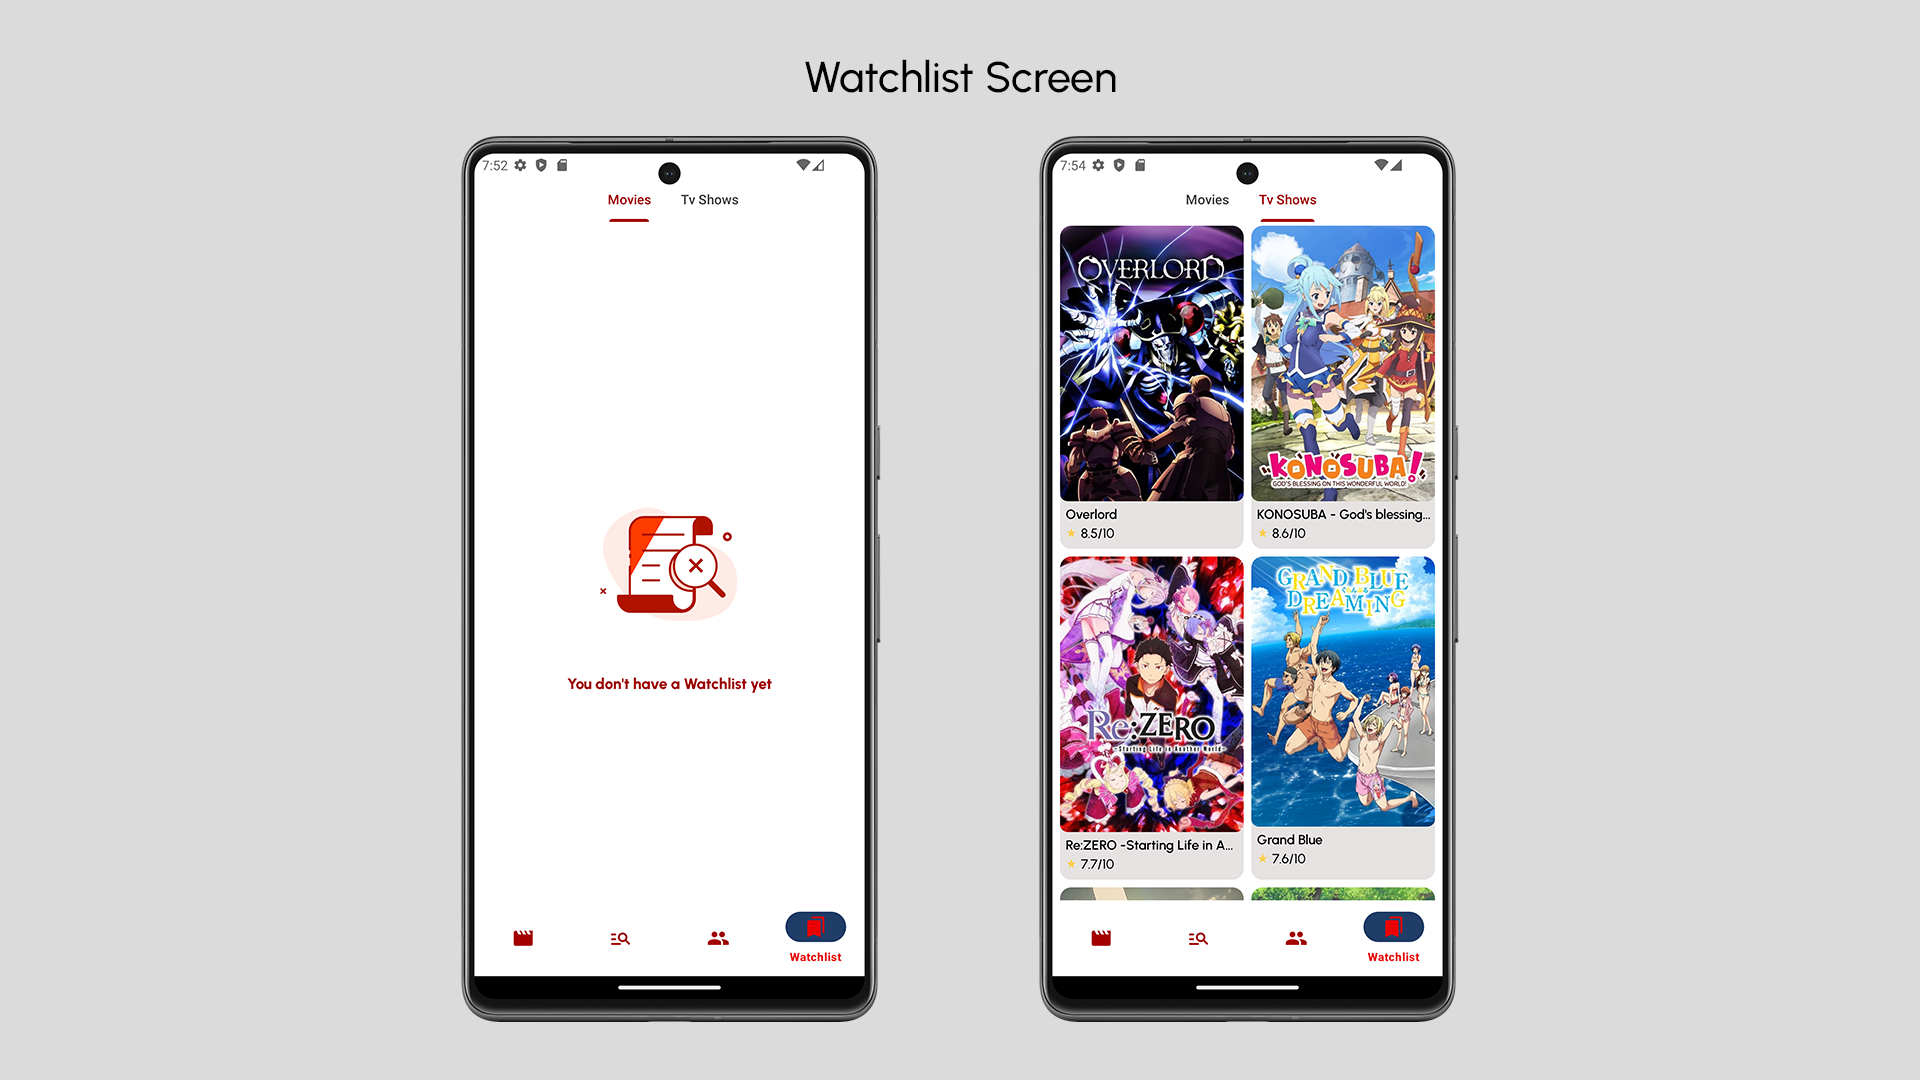 Watchlist Screen
7:52
Movies
Tv Shows
You don't have a Watchlist yet
Watchlist
7:54
Movies
Tv Shows
OVERLORD
KONOSUBA!
GOD'S BLESSING ON THIS WONDERFUL WORLD!
Overlord
8.5/10
KONOSUBA - God's blessing...
8.6/10
Re:ZERO
-Starting Life in Another World-
GRAND BLUE
DREAMING
Re:ZERO -Starting Life in A...
7.7/10
Grand Blue
7.6/10
Watchlist